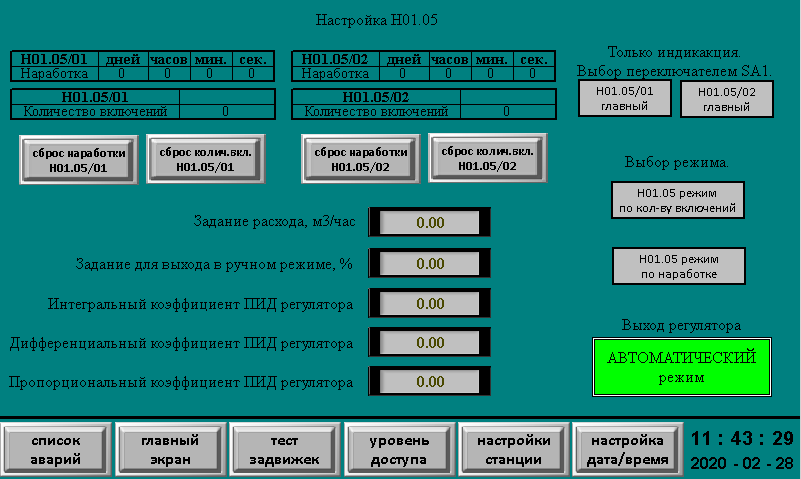 Настройка Н01.05
Н01.05/01 дней часов мин. сек.
Наработка 0 0 0 0
Н01.05/02 дней часов мин. сек.
Наработка 0 0 0 0
Только индикакция.
Выбор переключателем SA1.
Н01.05/01
главный
Н01.05/02
главный
Н01.05/01
Количество включений 0
Н01.05/02
Количество включений 0
сброс наработки
Н01.05/01
сброс колич.вкл.
Н01.05/01
сброс наработки
Н01.05/02
сброс колич.вкл.
Н01.05/02
Выбор режима.
Н01.05 режим
по кол-ву включений
Н01.05 режим
по наработке
Задание расхода, м3/час 0.00
Задание для выхода в ручном режиме, % 0.00
Интегральный коэффициент ПИД регулятора 0.00
Дифференциальный коэффициент ПИД регулятора 0.00
Пропорциональный коэффициент ПИД регулятора 0.00
Выход регулятора
АВТОМАТИЧЕСКИЙ
режим
список
аварий
главный
экран
тест
задвижек
уровень
доступа
настройки
станции
настройка
дата/время
11 : 43 : 29
2020 - 02 - 28